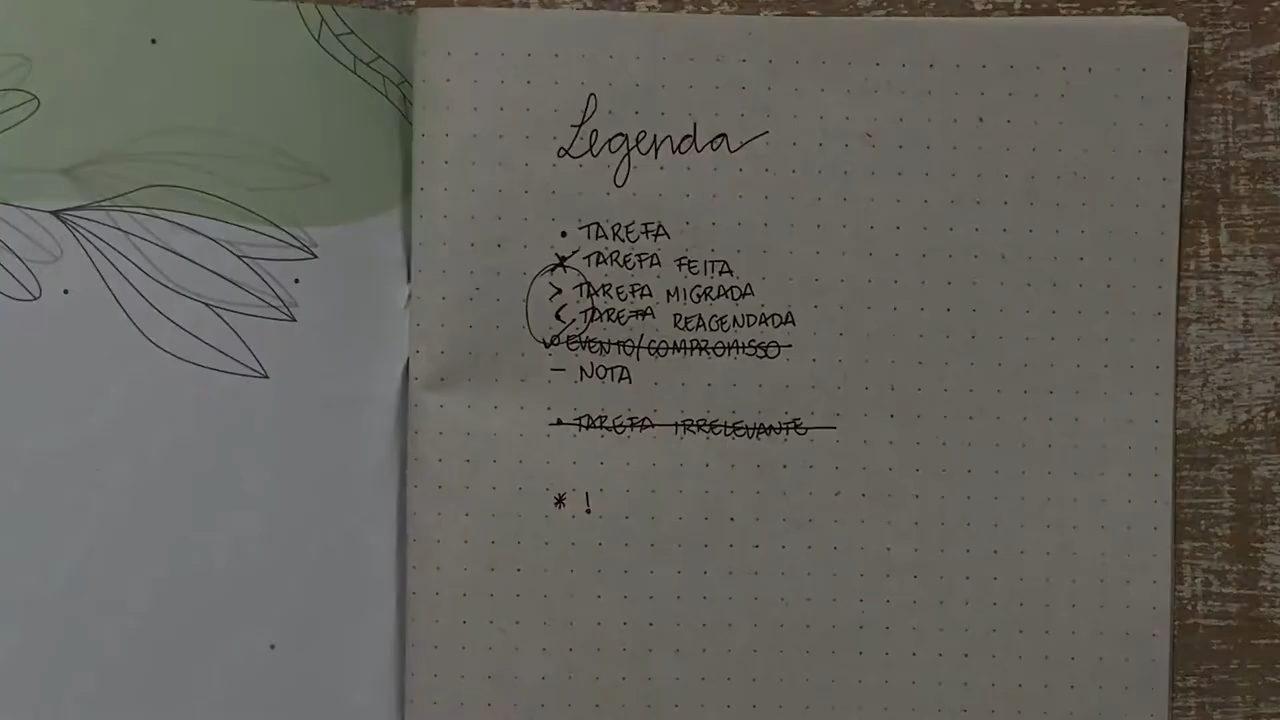 Legenda
• TAREFA
× TAREFA FEITA
> TAREFA MIGRADA
< TAREFA REAGENDADA
o EVENTO/COMPROMISSO
– NOTA
• TAREFA IRRELEVANTE
* !